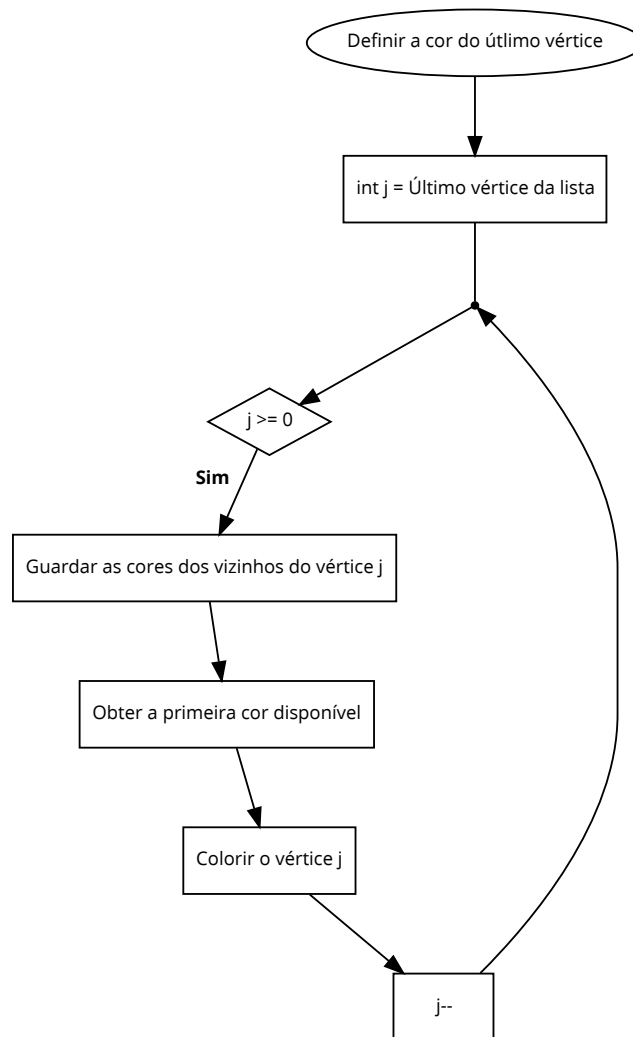 Definir a cor do útlimo vértice
int j = Último vértice da lista
j >= 0
Sim
Guardar as cores dos vizinhos do vértice j
Obter a primeira cor disponível
Colorir o vértice j
j--